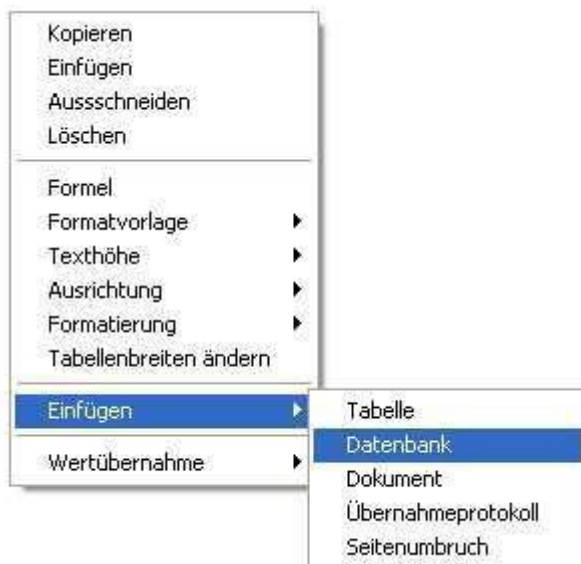 Kopieren
Einfügen
Aussschneiden
Löschen
Formel
Formatvorlage
Texthöhe
Ausrichtung
Formatierung
Tabellenbreiten ändern
Einfügen
Wertübernahme
Tabelle
Datenbank
Dokument
Übernahmeprotokoll
Seitenumbruch